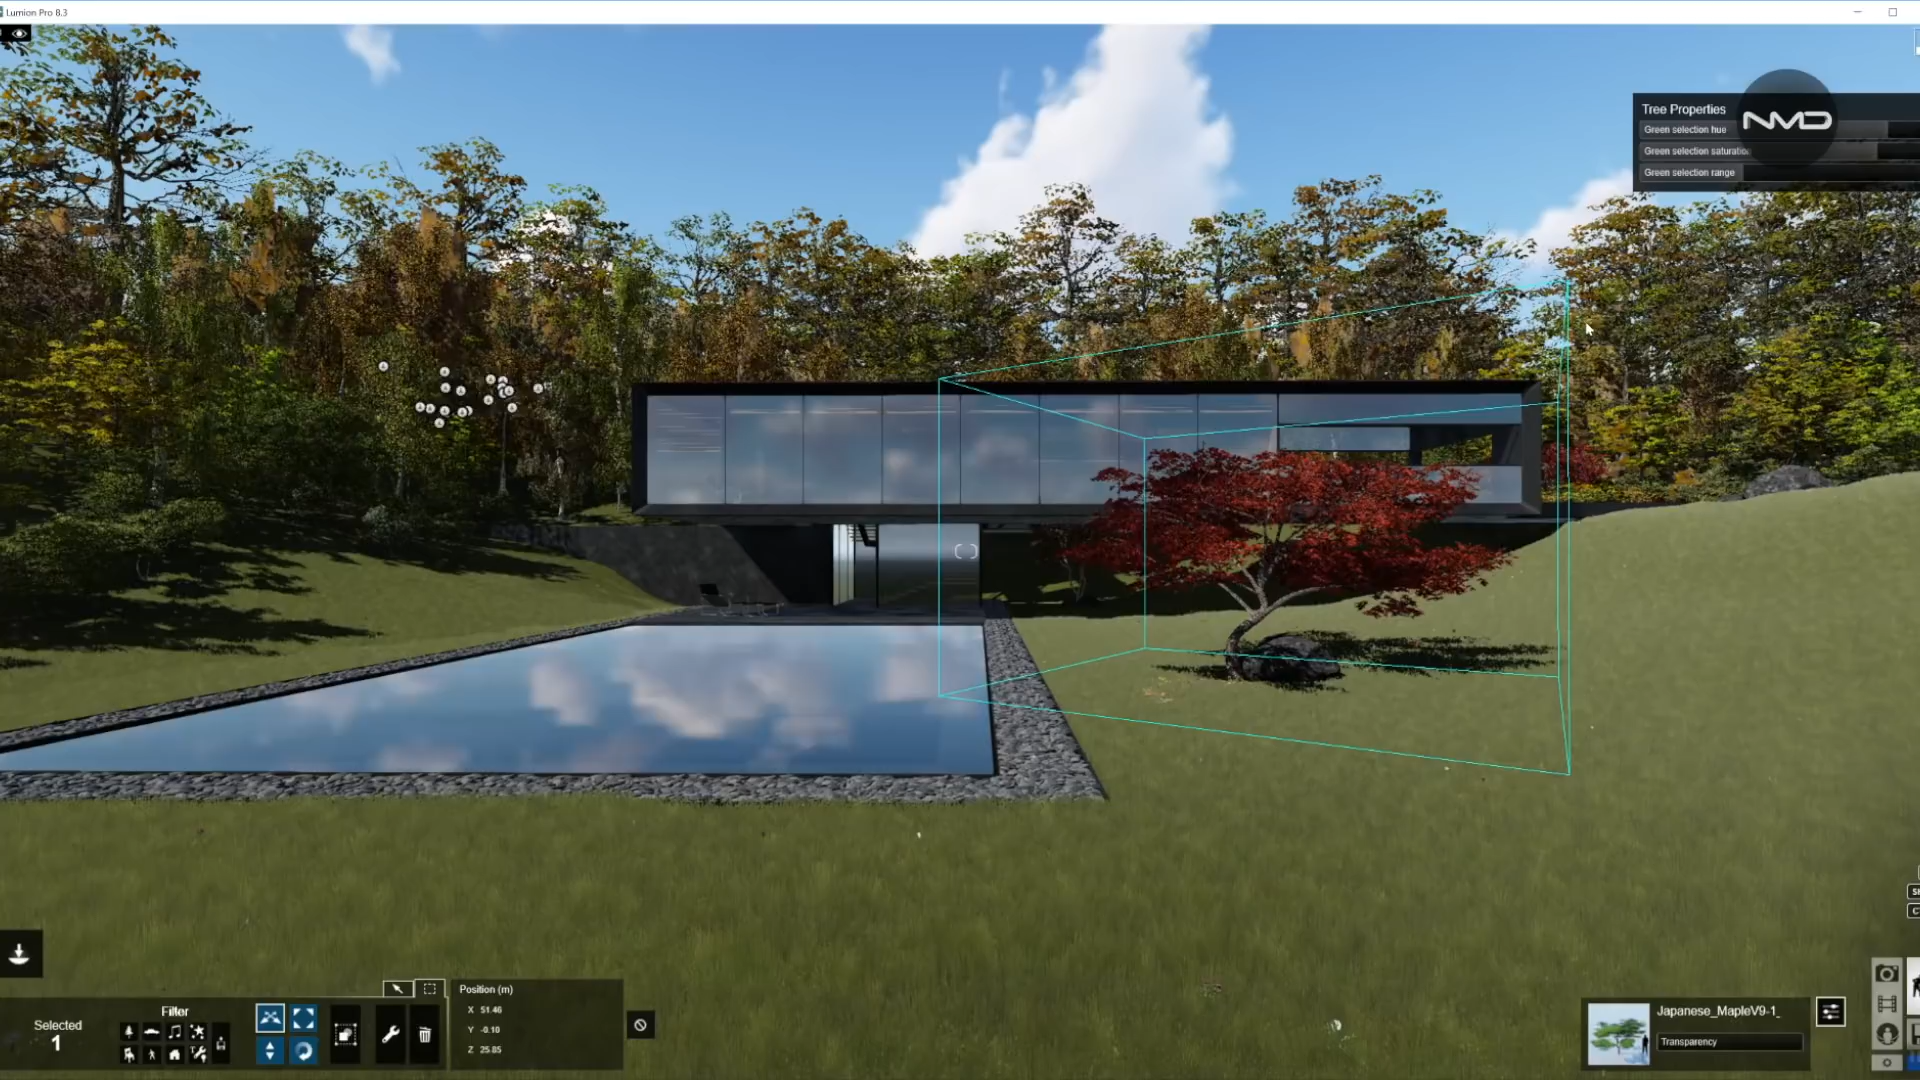 Lumion Pro 8.3
Tree Properties
NMD
Green selection hue
Green selection saturation
Green selection range
Position (m)
X 51.46
Y -0.10
Z 25.85
Filter
Selected
1
Japanese_MapleV9-1_
Transparency